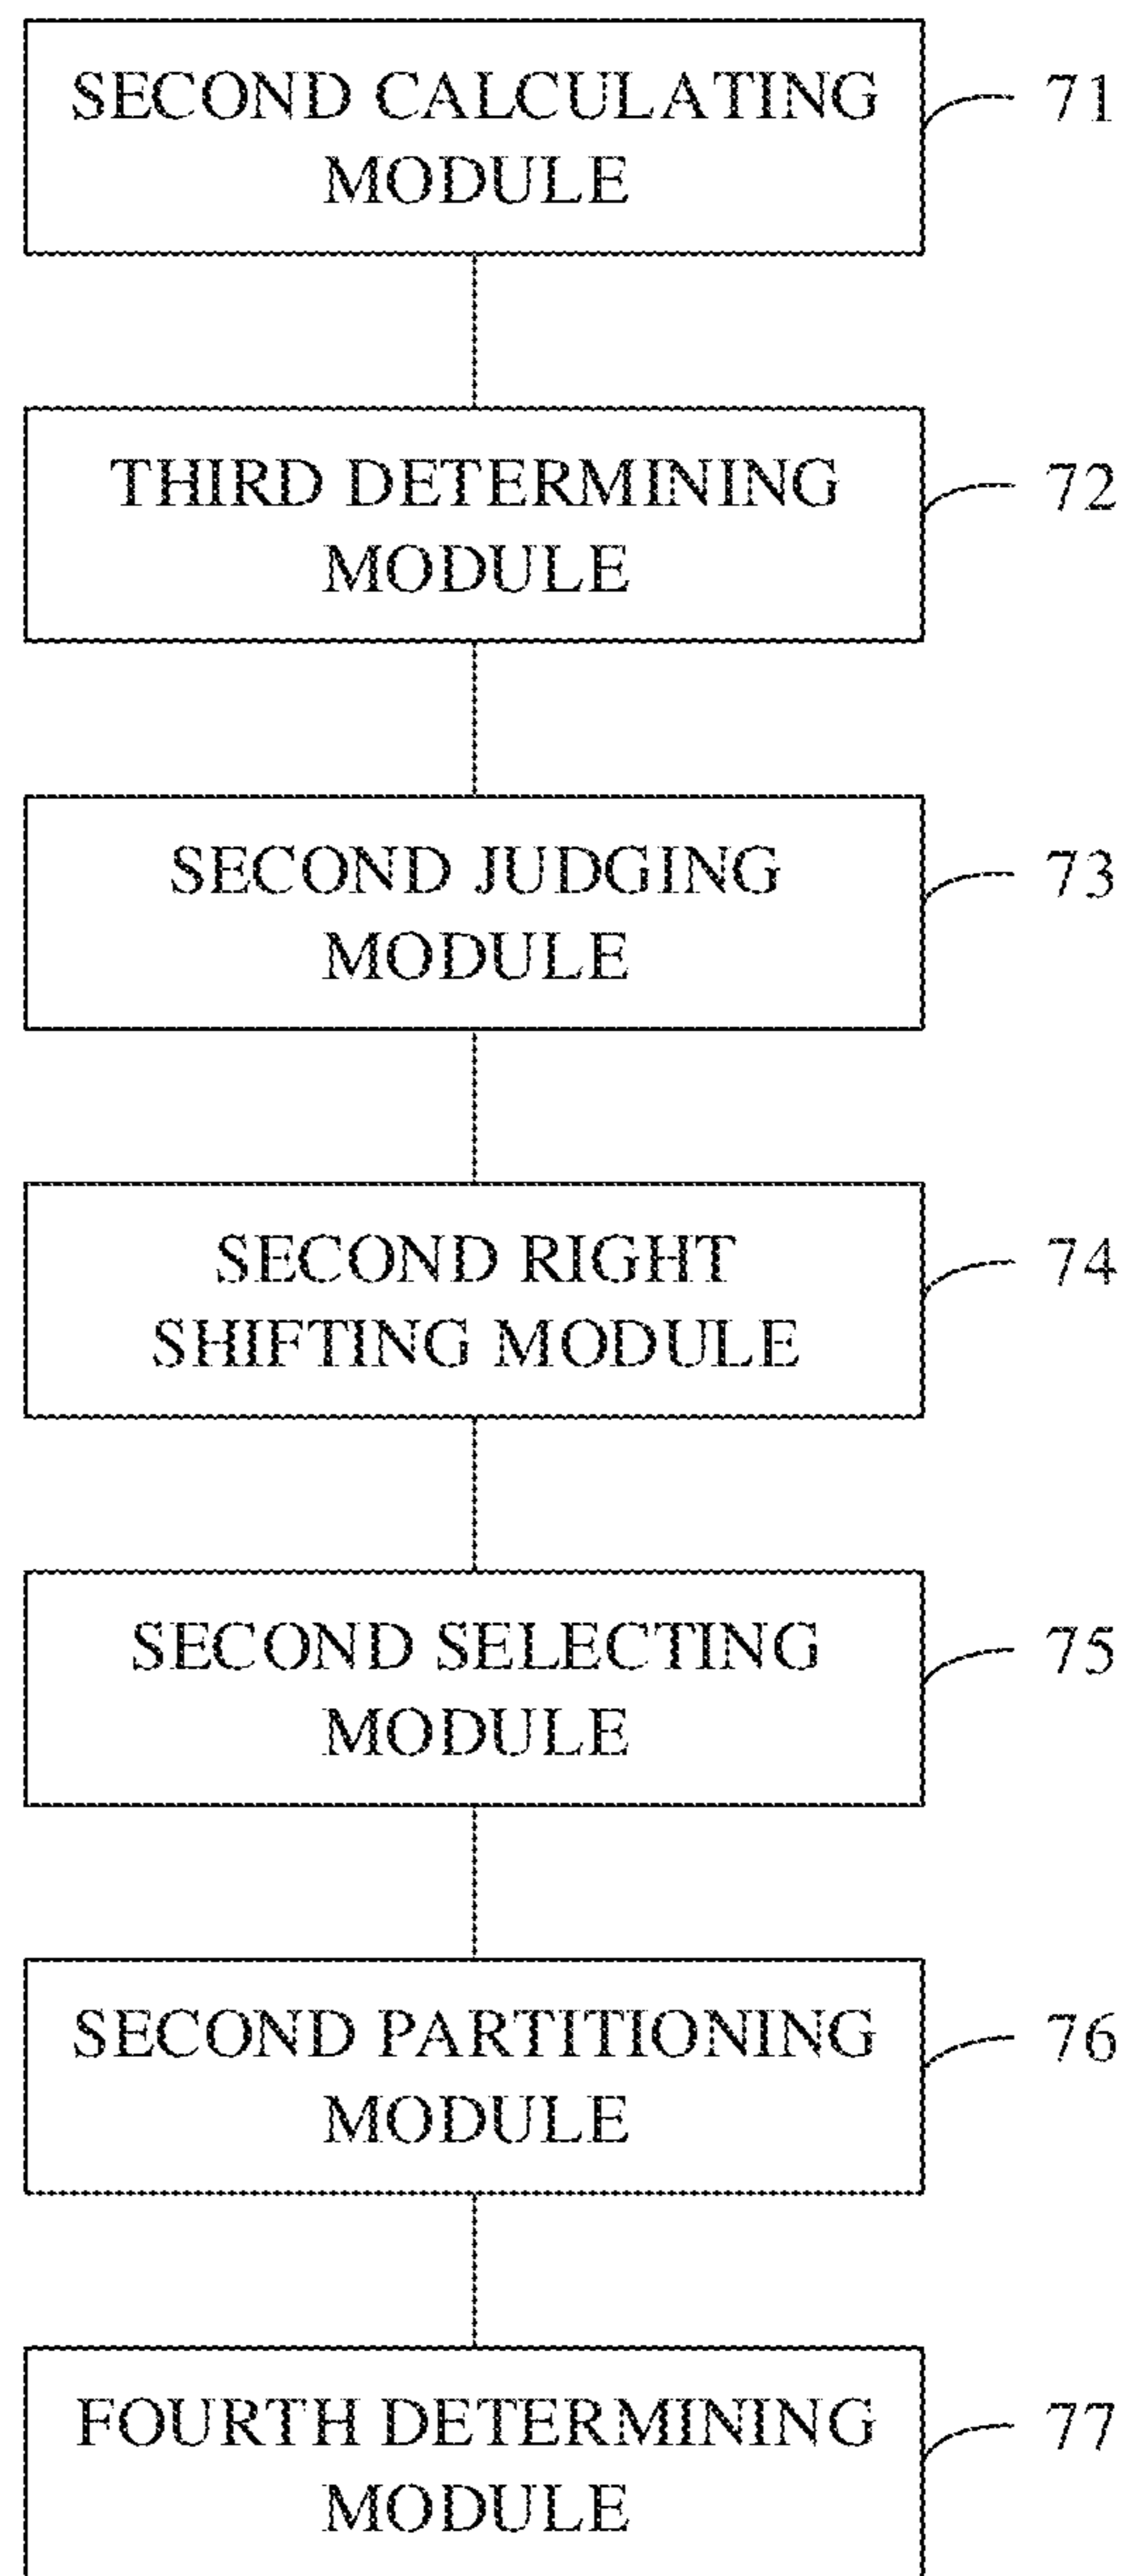 SECOND CALCULATING
MODULE
71
THIRD DETERMINING
MODULE
72
SECOND JUDGING
MODULE
73
SECOND RIGHT
SHIFTING MODULE
74
SECOND SELECTING
MODULE
75
SECOND PARTITIONING
MODULE
76
FOURTH DETERMINING
MODULE
77